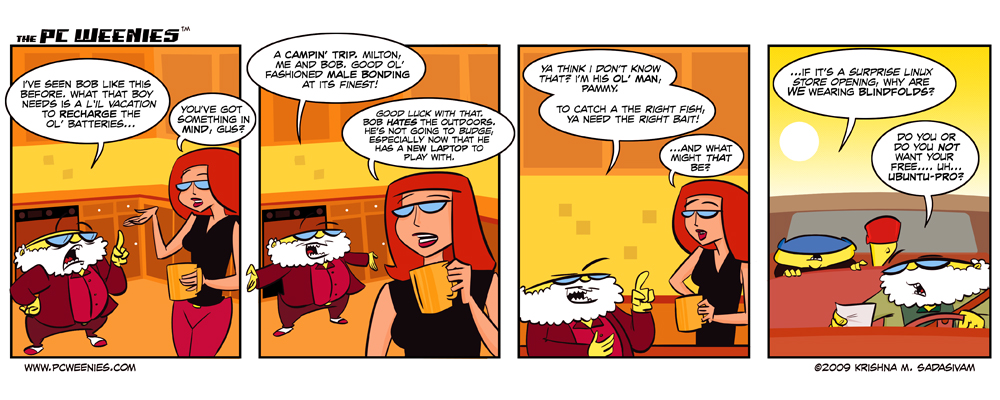 THE PC WEENIES™
I'VE SEEN BOB LIKE THIS
BEFORE. WHAT THAT BOY
NEEDS IS A L'IL VACATION
TO RECHARGE THE
OL' BATTERIES...
YOU'VE GOT
SOMETHING IN
MIND, GUS?
A CAMPIN' TRIP. MILTON,
ME AND BOB. GOOD OL'
FASHIONED MALE BONDING
AT ITS FINEST!
GOOD LUCK WITH THAT.
BOB HATES THE OUTDOORS.
HE'S NOT GOING TO BUDGE,
ESPECIALLY NOW THAT HE
HAS A NEW LAPTOP TO
PLAY WITH.
YA THINK I DON'T KNOW
THAT? I'M HIS OL' MAN,
PAMMY.
TO CATCH A THE RIGHT FISH,
YA NEED THE RIGHT BAIT!
...AND WHAT
MIGHT THAT
BE?
...IF IT'S A SURPRISE LINUX
STORE OPENING, WHY ARE
WE WEARING BLINDFOLDS?
DO YOU OR
DO YOU NOT
WANT YOUR
FREE.... UH...
UBUNTU-PRO?
WWW.PCWEENIES.COM
©2009 KRISHNA M. SADASIVAM